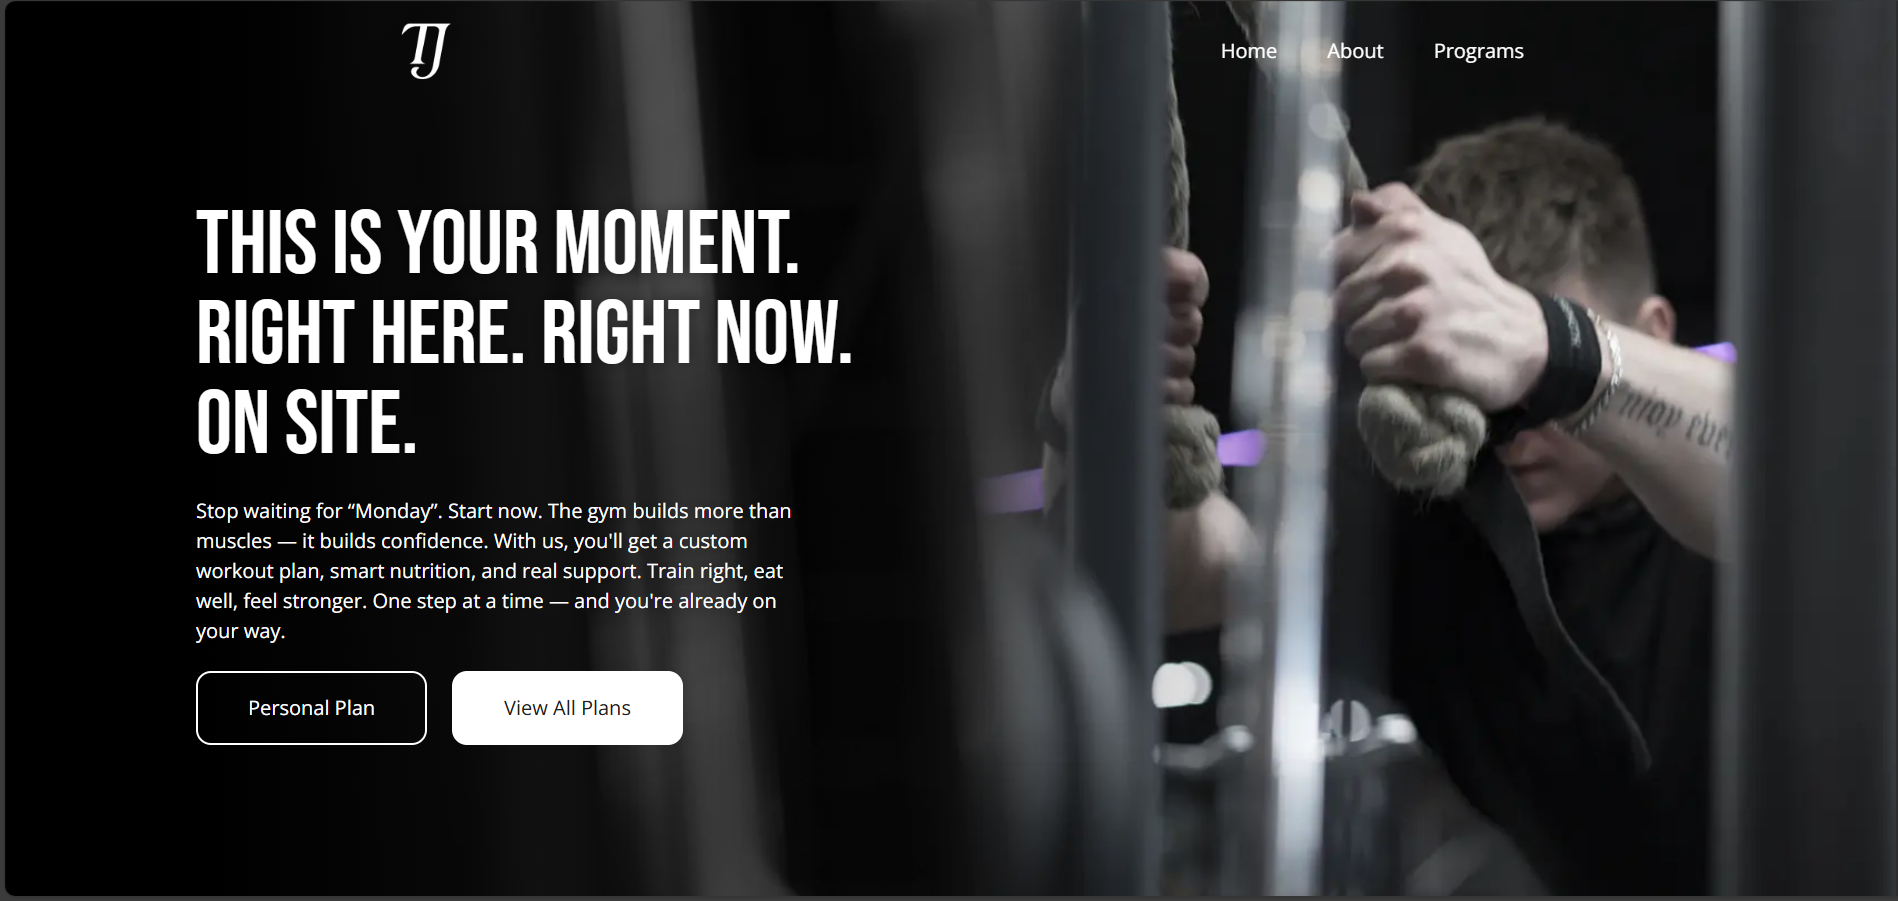 TJ
Home About Programs
THIS IS YOUR MOMENT.
RIGHT HERE. RIGHT NOW.
ON SITE.
Stop waiting for “Monday”. Start now. The gym builds more than
muscles — it builds confidence. With us, you'll get a custom
workout plan, smart nutrition, and real support. Train right, eat
well, feel stronger. One step at a time — and you're already on
your way.
Personal Plan View All Plans